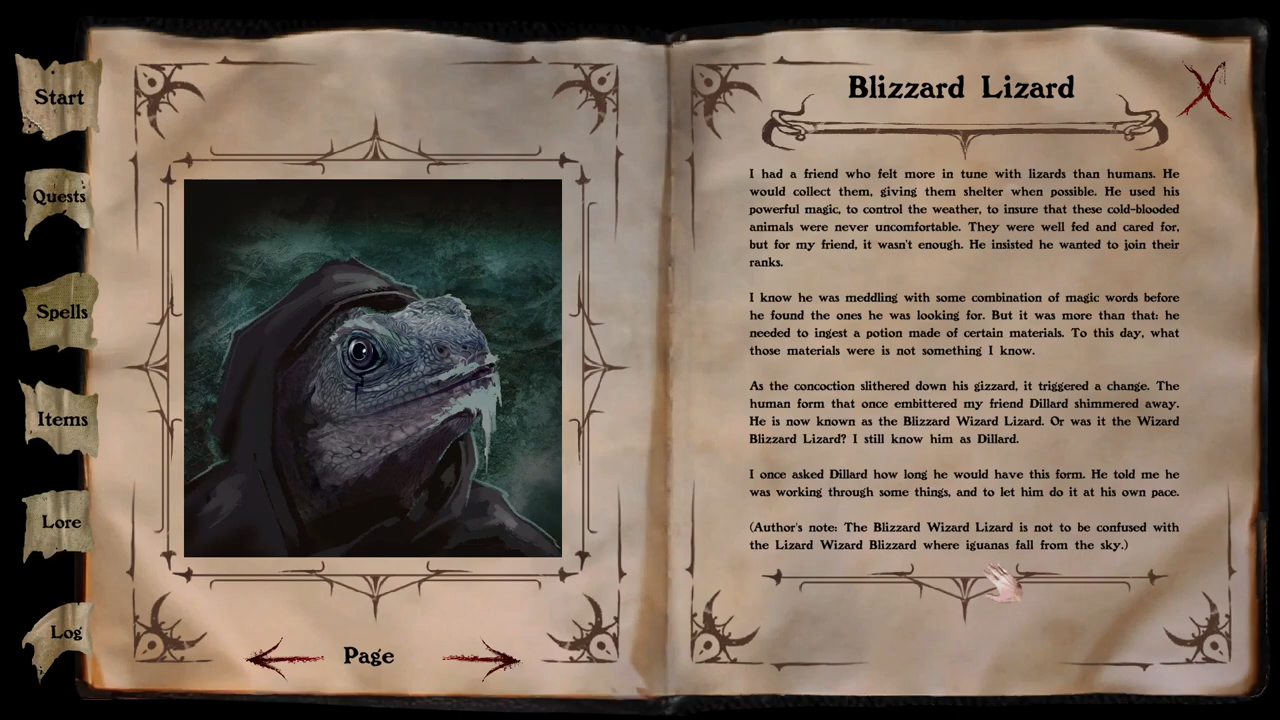 Start
Quests
Spells
Items
Lore
Log
Page
Blizzard Lizard
I had a friend who felt more in tune with lizards than humans. He
would collect them, giving them shelter when possible. He used his
powerful magic, to control the weather, to insure that these cold-blooded
animals were never uncomfortable. They were well fed and cared for,
but for my friend, it wasn't enough. He insisted he wanted to join their
ranks.
I know he was meddling with some combination of magic words before
he found the ones he was looking for. But it was more than that: he
needed to ingest a potion made of certain materials. To this day, what
those materials were is not something I know.
As the concoction slithered down his gizzard, it triggered a change. The
human form that once embittered my friend Dillard shimmered away.
He is now known as the Blizzard Wizard Lizard. Or was it the Wizard
Blizzard Lizard? I still know him as Dillard.
I once asked Dillard how long he would have this form. He told me he
was working through some things, and to let him do it at his own pace.
(Author's note: The Blizzard Wizard Lizard is not to be confused with
the Lizard Wizard Blizzard where iguanas fall from the sky.)